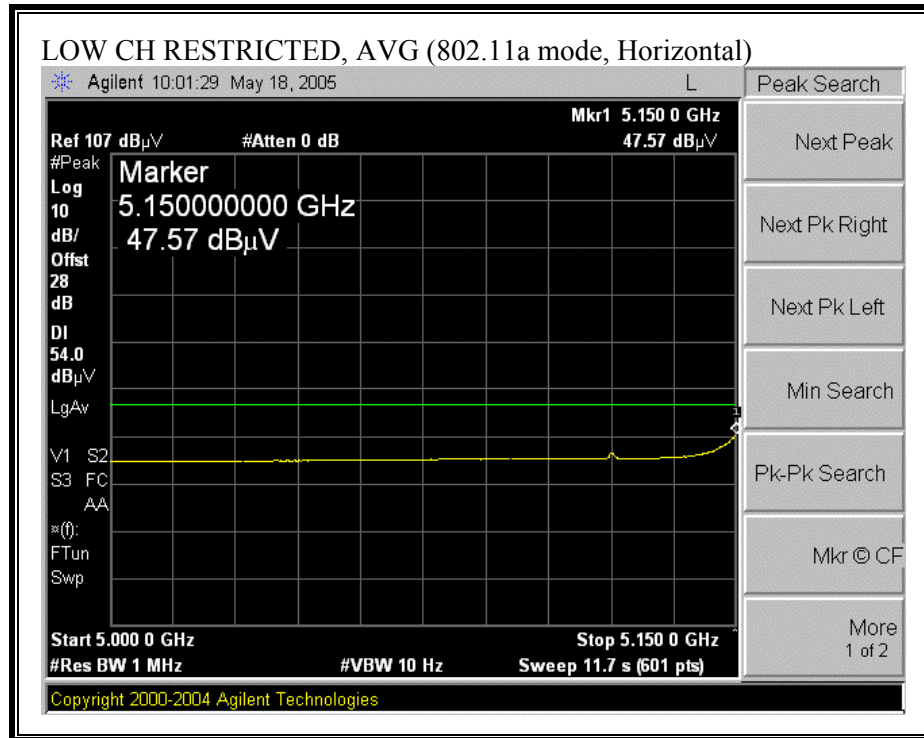 LOW CH RESTRICTED, AVG (802.11a mode, Horizontal)
Agilent 10:01:29 May 18, 2005 L
Peak Search
Mkr1 5.150 0 GHz
Ref 107 dBµV #Atten 0 dB 47.57 dBµV
#Peak
Log
10
dB/
Offst
28
dB
DI
54.0
dBµV
LgAv
V1 S2
S3 FC
AA
¤(f):
FTun
Swp
Marker
5.150000000 GHz
47.57 dBµV
1
Start 5.000 0 GHz Stop 5.150 0 GHz
#Res BW 1 MHz #VBW 10 Hz Sweep 11.7 s (601 pts)
Copyright 2000-2004 Agilent Technologies
Next Peak
Next Pk Right
Next Pk Left
Min Search
Pk-Pk Search
Mkr © CF
More
1 of 2